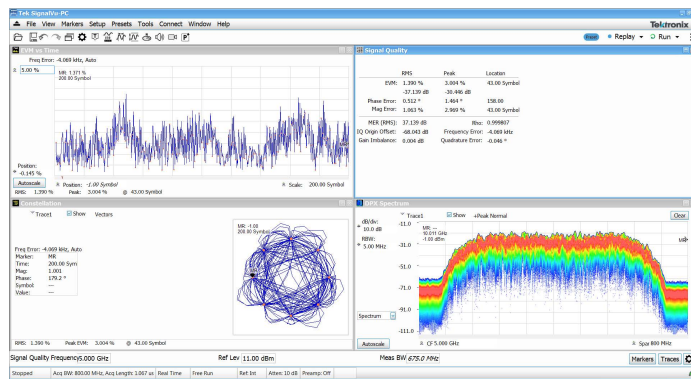 Tek SignalVu-PC
File View Markers Setup Presets Tools Connect Window Help
Tektronix
Replay Run
EVM vs Time
Freq Error: -4.069 kHz, Auto
5.00 %
MR: 1.371 %
200.00 Symbol
Position:
-0.145 %
Autoscale
Position: -1.00 Symbol
Scale: 200.00 Symbol
RMS: 1.390 % Peak: 3.004 % @ 43.00 Symbol
Signal Quality
RMS Peak Location
EVM: 1.390 % 3.004 % 43.00 Symbol
-37.139 dB -30.446 dB
Phase Error: 0.512 ° 1.464 ° 158.00
Mag Error: 1.063 % 2.969 % 43.00 Symbol
MER (RMS): 37.139 dB Rho: 0.999807
IQ Origin Offset: -68.043 dB Frequency Error: -4.069 kHz
Gain Imbalance: 0.004 dB Quadrature Error: -0.046 °
Constellation
Trace1 Show Vectors
MR: -1.00
200.00 Symbol
Freq Error: -4.069 kHz, Auto
Marker: MR
Time: 200.00 Sym
Mag: 1.001
Phase: 179.2 °
Symbol: ---
Value: ---
RMS: 1.390 % Peak EVM: 3.004 % @ 43.00 Symbol
DPX Spectrum
Trace1 Show +Peak Normal
Clear
dB/div:
10.0 dB
RBW:
5.00 MHz
-11.0
-31.0
-51.0
-71.0
-91.0
-111.0
MR: ---
-1.00 dBm
MR
Spectrum
Autoscale
CF 5.000 GHz
Span 800 MHz
Signal Quality Frequency 5.000 GHz
Ref Lev 11.00 dBm
Meas BW 675.0 MHz
Markers Traces
Stopped Acq BW: 800.00 MHz, Acq Length: 1.067 us Real Time Free Run Ref Int Atten: 10 dB Preamp: Off